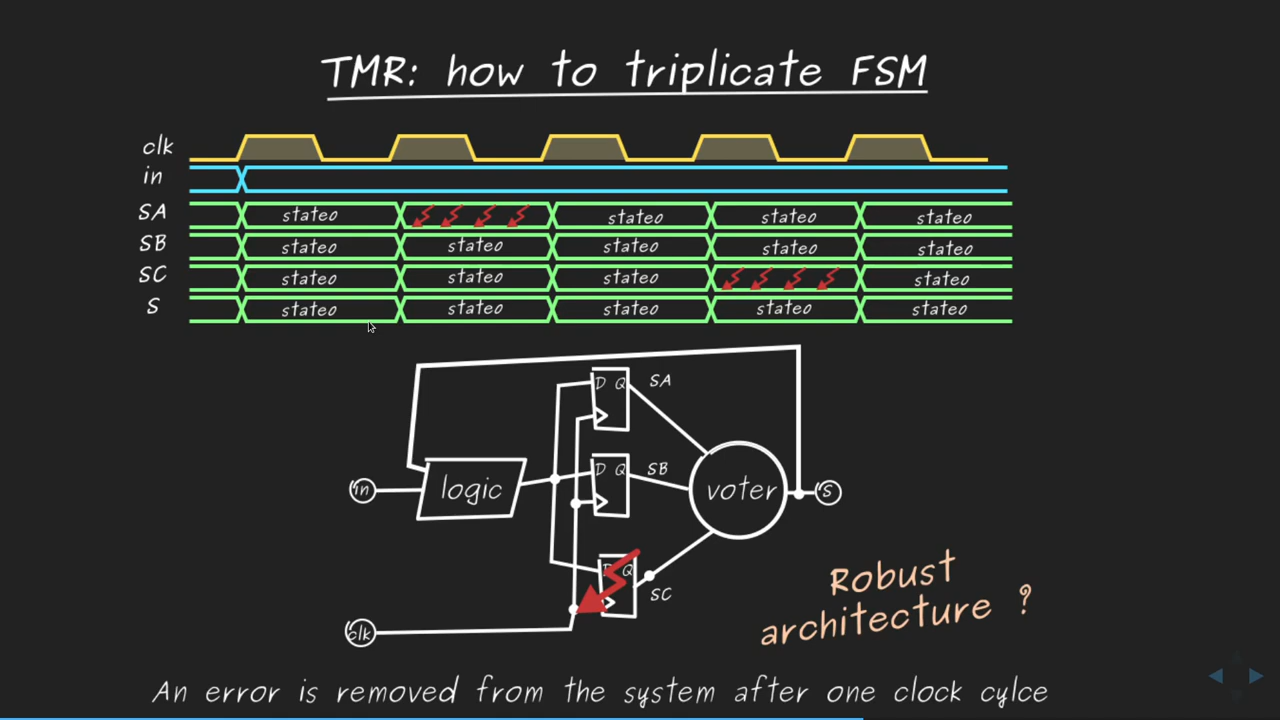 TMR: how to triplicate FSM
clk
in
SA stateo stateo stateo stateo
SB stateo stateo stateo stateo stateo
SC stateo stateo stateo stateo
S stateo stateo stateo stateo stateo
D Q SA
D Q SB
in logic voter S
D Q
SC
clk
Robust
architecture ?
An error is removed from the system after one clock cylce